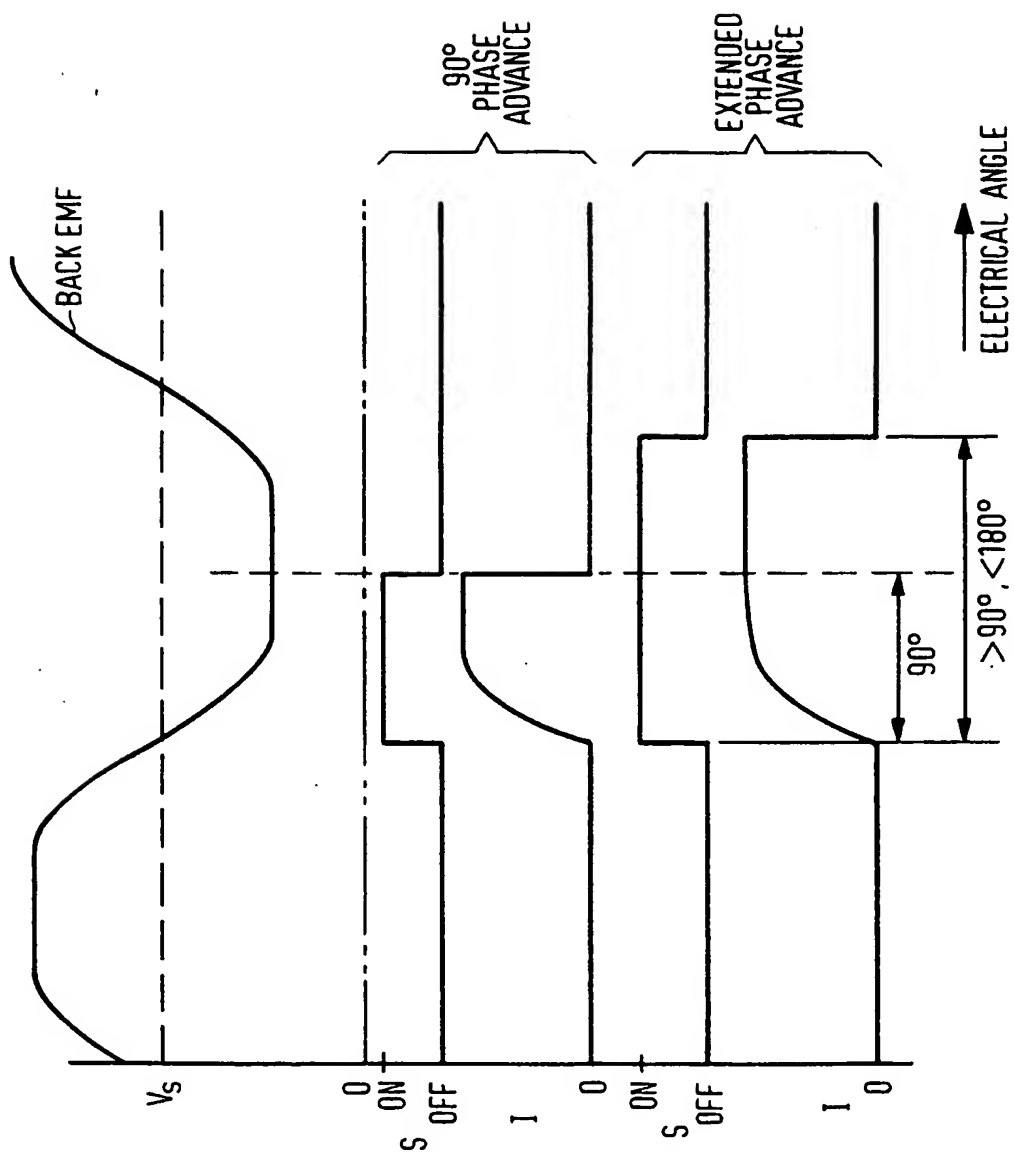 BACK EMF
Vs
0
ON
S
OFF
I
0
90°
PHASE
ADVANCE
ON
S
OFF
I
0
EXTENDED
PHASE
ADVANCE
90°
>90°, <180°
ELECTRICAL ANGLE